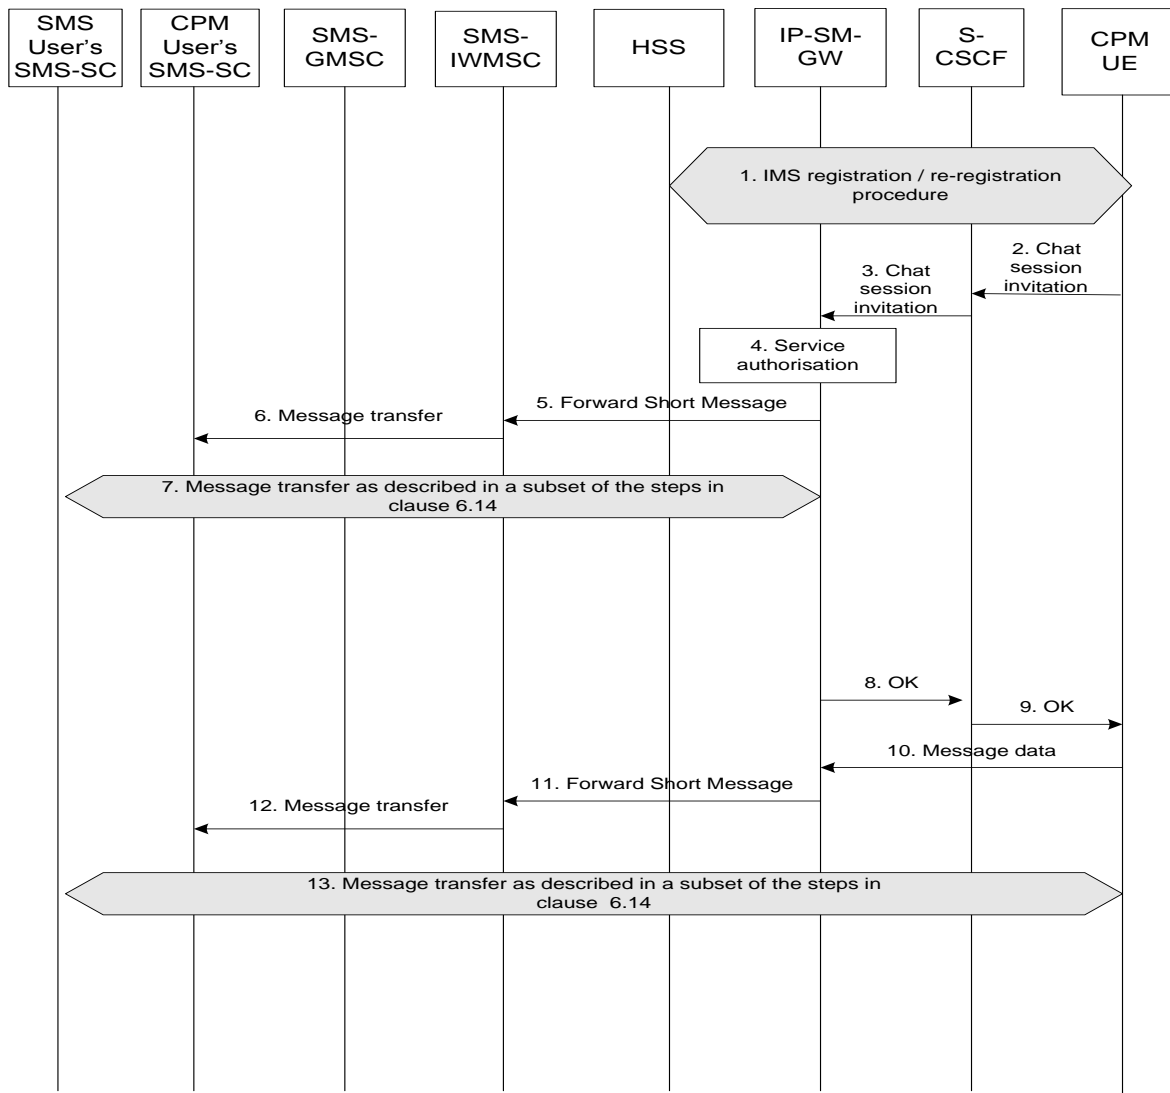 SMS
User's
SMS-SC
CPM
User's
SMS-SC
SMS-
GMSC
SMS-
IWMSC
HSS
IP-SM-
GW
S-
CSCF
CPM
UE
1. IMS registration / re-registration
procedure
2. Chat
session
invitation
3. Chat
session
invitation
4. Service
authorisation
5. Forward Short Message
6. Message transfer
7. Message transfer as described in a subset of the steps in
clause 6.14
8. OK
9. OK
10. Message data
11. Forward Short Message
12. Message transfer
13. Message transfer as described in a subset of the steps in
clause 6.14